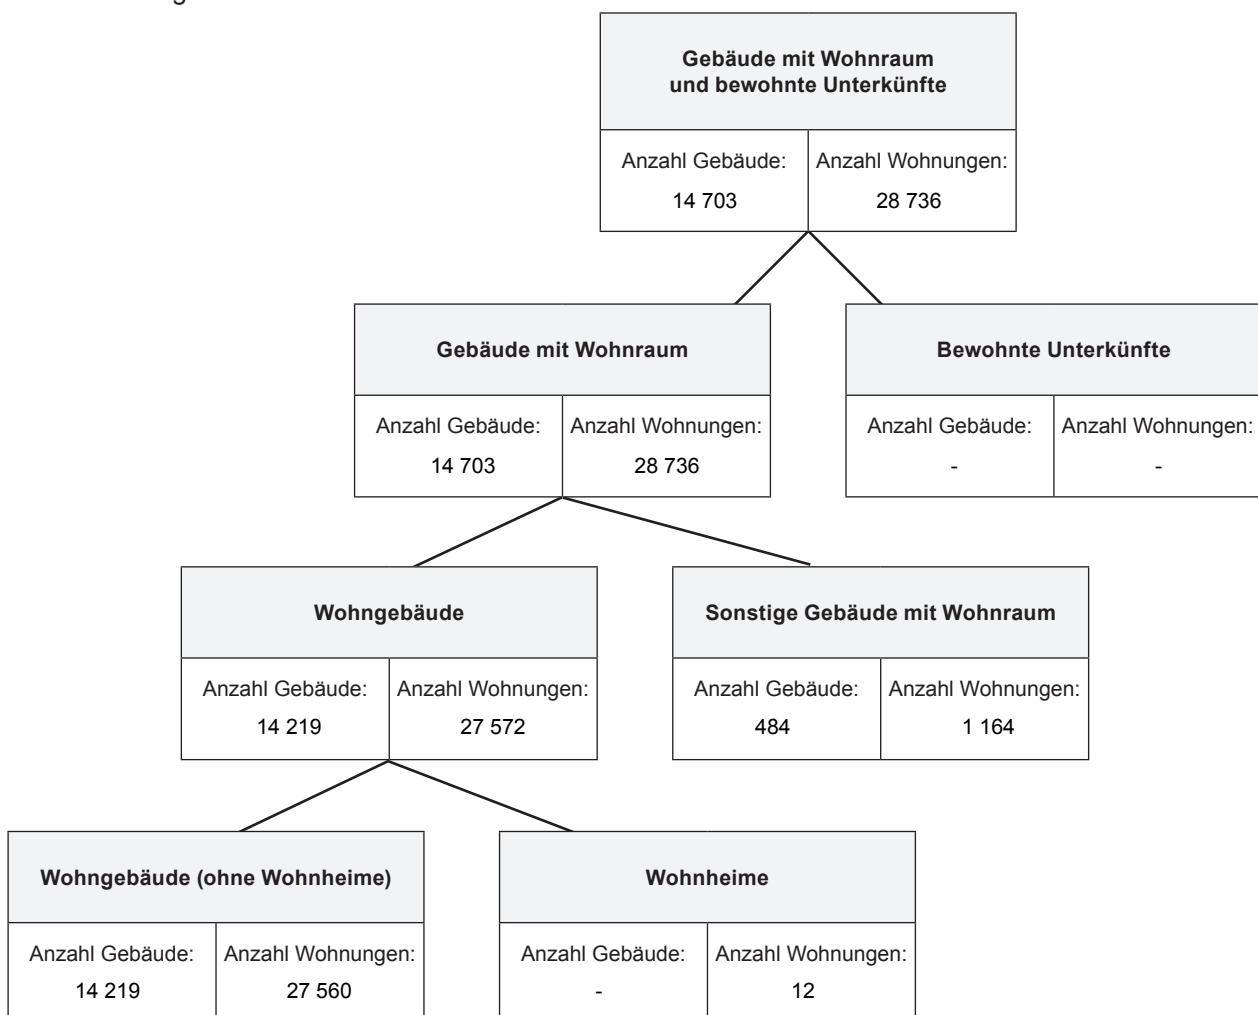 Gebäude mit Wohnraum
und bewohnte Unterkünfte
Anzahl Gebäude:
14 703
Anzahl Wohnungen:
28 736
Gebäude mit Wohnraum
Anzahl Gebäude:
14 703
Anzahl Wohnungen:
28 736
Bewohnte Unterkünfte
Anzahl Gebäude:
-
Anzahl Wohnungen:
-
Wohngebäude
Anzahl Gebäude:
14 219
Anzahl Wohnungen:
27 572
Sonstige Gebäude mit Wohnraum
Anzahl Gebäude:
484
Anzahl Wohnungen:
1 164
Wohngebäude (ohne Wohnheime)
Anzahl Gebäude:
14 219
Anzahl Wohnungen:
27 560
Wohnheime
Anzahl Gebäude:
-
Anzahl Wohnungen:
12